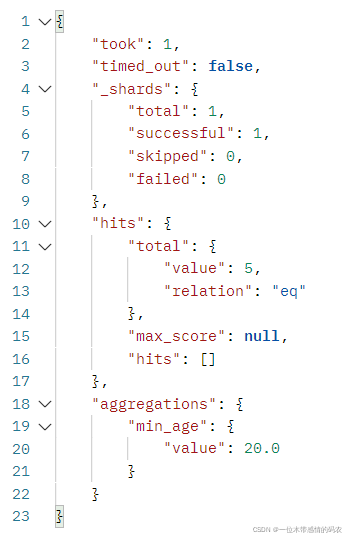 1 {
2 "took": 1,
3 "timed_out": false,
4 "_shards": {
5 "total": 1,
6 "successful": 1,
7 "skipped": 0,
8 "failed": 0
9 },
10 "hits": {
11 "total": {
12 "value": 5,
13 "relation": "eq"
14 },
15 "max_score": null,
16 "hits": []
17 },
18 "aggregations": {
19 "min_age": {
20 "value": 20.0
21 }
22 }
23 }
CSDN @一位木带感情的码农